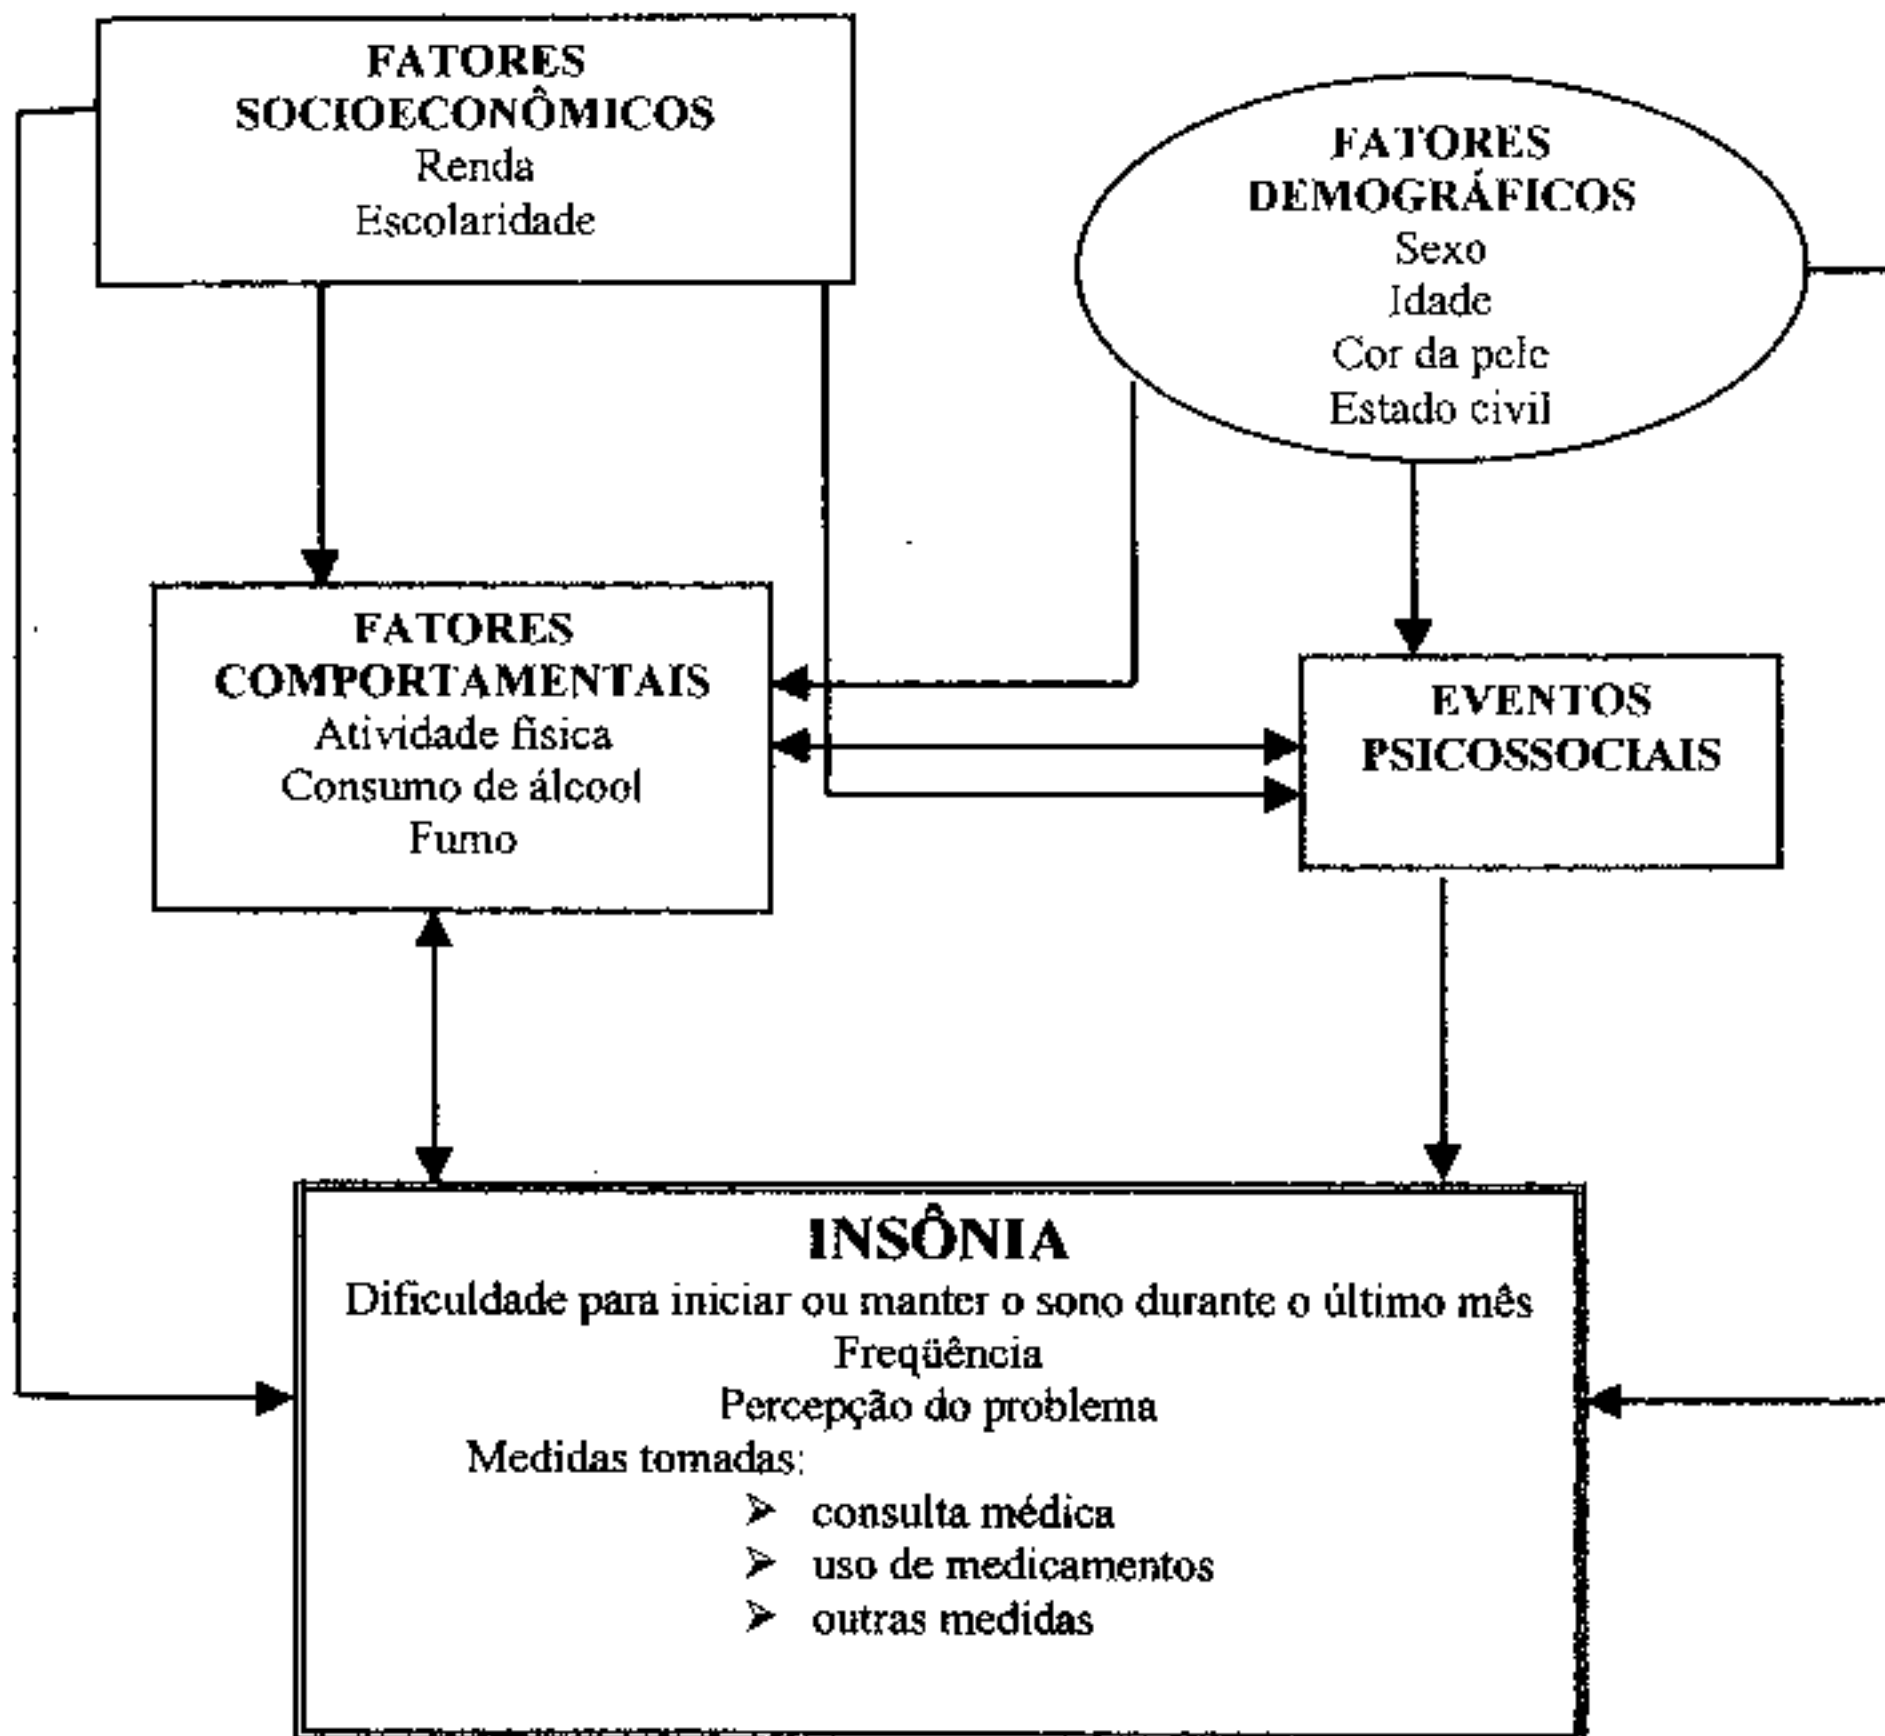 FATORES
SOCIOECONÔMICOS
Renda
Escolaridade
FATORES
DEMOGRÁFICOS
Sexo
Idade
Cor da pele
Estado civil
FATORES
COMPORTAMENTAIS
Atividade física
Consumo de álcool
Fumo
EVENTOS
PSICOSSOCIAIS
INSÔNIA
Dificuldade para iniciar ou manter o sono durante o último mês
Freqüência
Percepção do problema
Medidas tomadas:
➢ consulta médica
➢ uso de medicamentos
➢ outras medidas